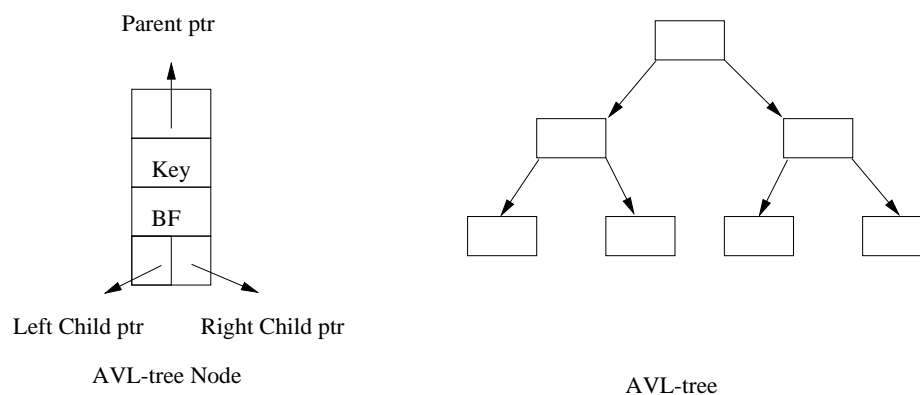 Parent ptr
Key
BF
Left Child ptr
Right Child ptr
AVL-tree Node
AVL-tree